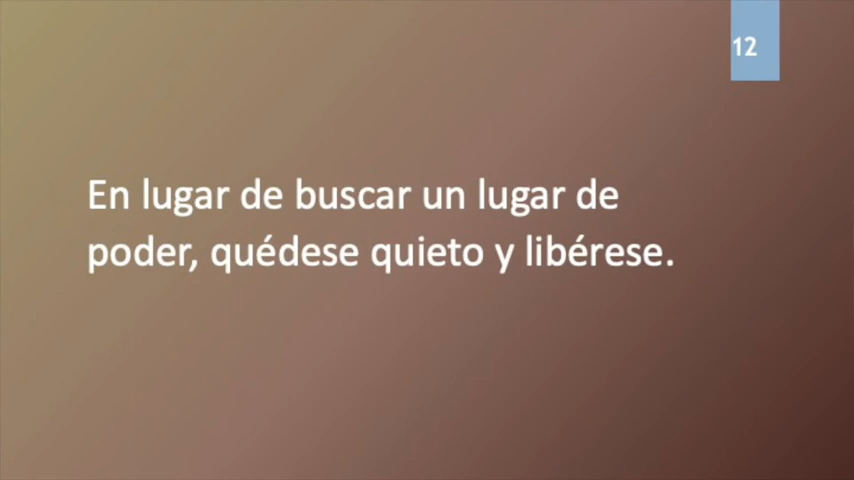 12
En lugar de buscar un lugar de
poder, quédese quieto y libérese.